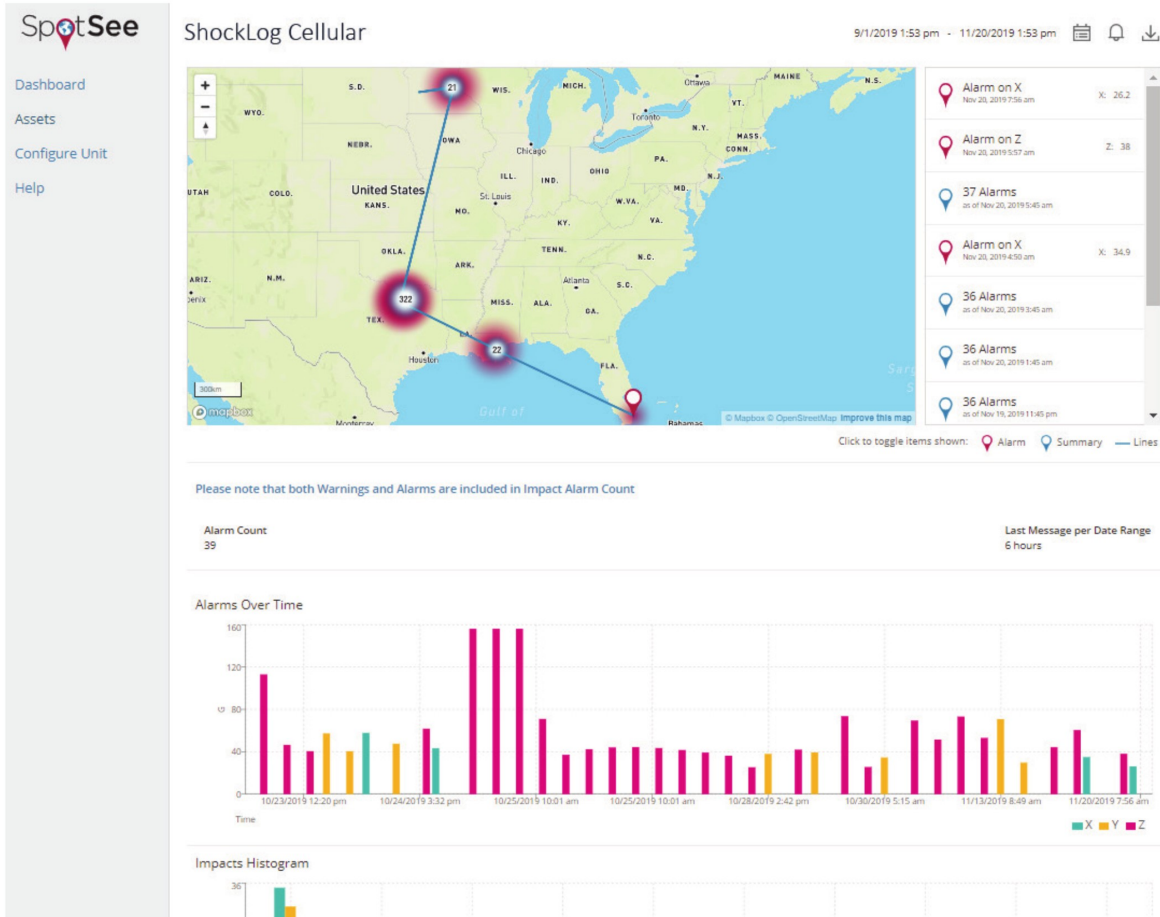 SpotSee
ShockLog Cellular
9/1/2019 1:53 pm - 11/20/2019 1:53 pm
Dashboard
Assets
Configure Unit
Help
+
−
S.D.
WIS.
MICH.
Ottawa
MAINE
N.S.
21
WYO.
Toronto
VT.
N.Y.
MASS.
CONN.
NEBR.
IOWA
Chicago
PA.
N.J.
ILL.
IND.
OHIO
MD.
UTAH
COLO.
United States
KANS.
St. Louis
MO.
W.VA.
KY.
VA.
OKLA.
TENN.
N.C.
ARK.
ARIZ.
N.M.
Atlanta
S.C.
322
MISS.
ALA.
GA.
TEX.
LA.
22
Houston
FLA.
300km
mapbox
Gulf of
Monterrey
Bahamas
© Mapbox © OpenStreetMap Improve this map
Alarm on X
Nov 20, 2019 7:56 am
X: 26.2
Alarm on Z
Nov 20, 2019 5:57 am
Z: 38
37 Alarms
as of Nov 20, 2019 5:45 am
Alarm on X
Nov 20, 2019 4:50 am
X: 34.9
36 Alarms
as of Nov 20, 2019 3:45 am
36 Alarms
as of Nov 20, 2019 1:45 am
36 Alarms
as of Nov 19, 2019 11:45 pm
Click to toggle items shown: Alarm Summary Lines
Please note that both Warnings and Alarms are included in Impact Alarm Count
Alarm Count
39
Last Message per Date Range
6 hours
Alarms Over Time
160
120
G 80
40
0
10/23/2019 12:20 pm 10/24/2019 3:32 pm 10/25/2019 10:01 am 10/25/2019 10:01 am 10/28/2019 2:42 pm 10/30/2019 5:15 am 11/13/2019 8:49 am 11/20/2019 7:56 am
Time
X Y Z
Impacts Histogram
36